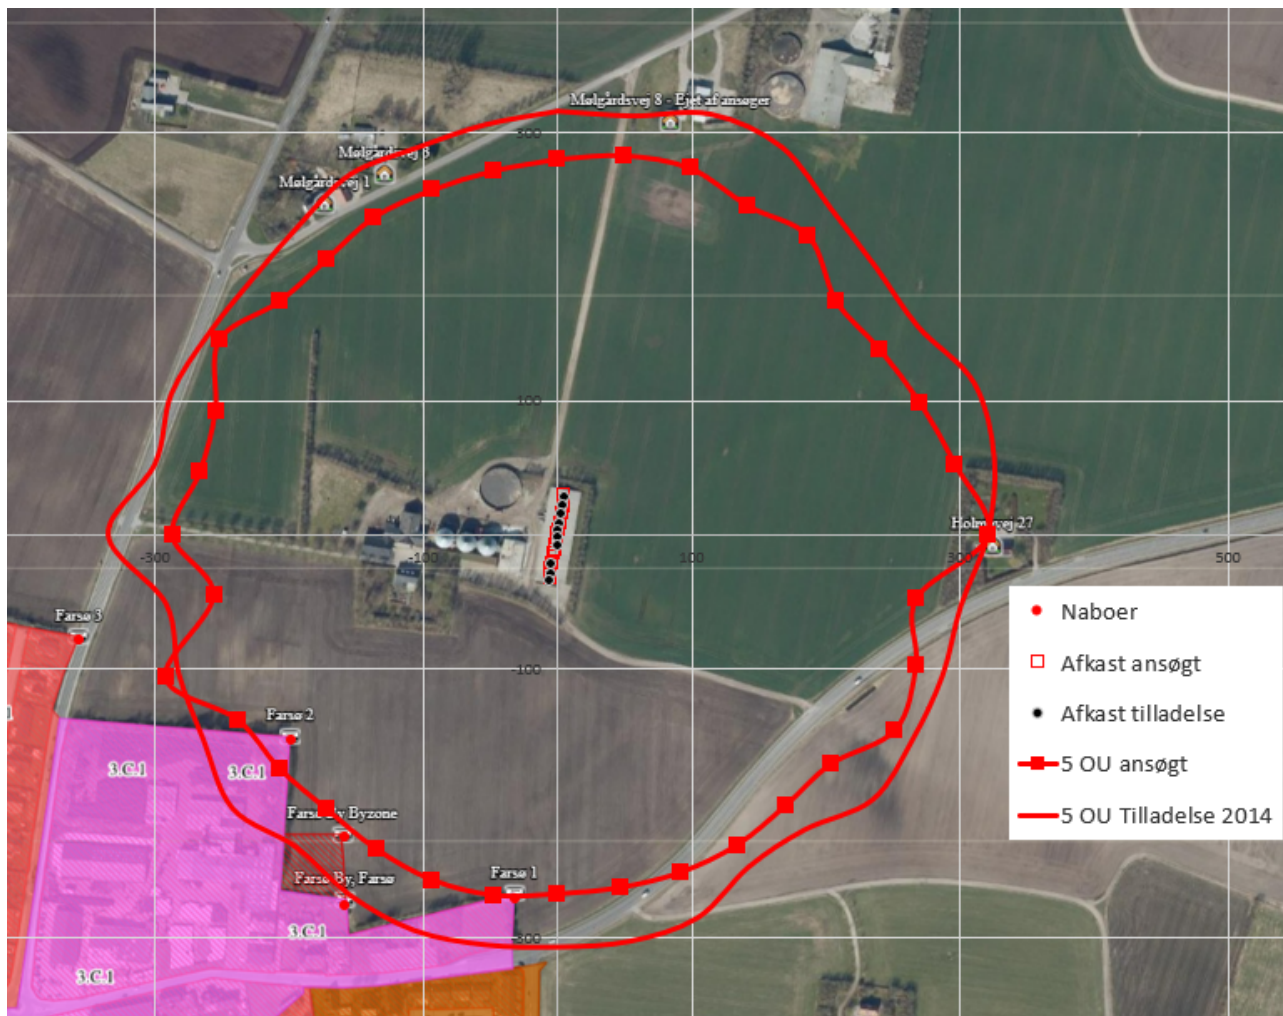 Mølgårdsvej 8 - Ejet af ansøger
300
Mølgårdsvej 3
Mølgårdsvej 1
100
Holmevej 27
-300
-100
100
300
500
Farsø 3
-100
Farsø 2
3.C.1
3.C.1
Farsø By Byzone
Farsø 1
Farsø By, Farsø
3.C.1
-300
3.C.1
Naboer
Afkast ansøgt
Afkast tilladelse
5 OU ansøgt
5 OU Tilladelse 2014